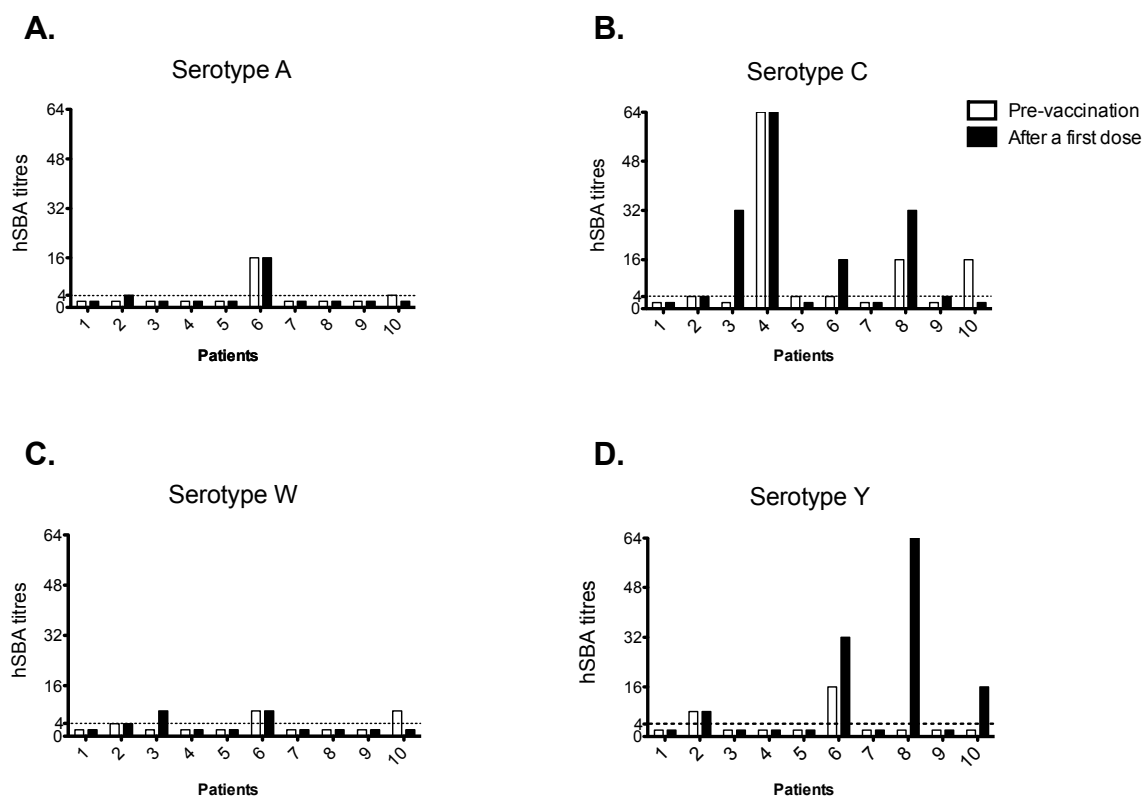 A.
Serotype A
64
48
32
16
4
0
hSBA titres
1 2 3 4 5 6 7 8 9 10
Patients
B.
Serotype C
64
48
32
16
4
0
hSBA titres
1 2 3 4 5 6 7 8 9 10
Patients
Pre-vaccination
After a first dose
C.
Serotype W
64
48
32
16
4
0
hSBA titres
1 2 3 4 5 6 7 8 9 10
Patients
D.
Serotype Y
64
48
32
16
4
0
hSBA titres
1 2 3 4 5 6 7 8 9 10
Patients